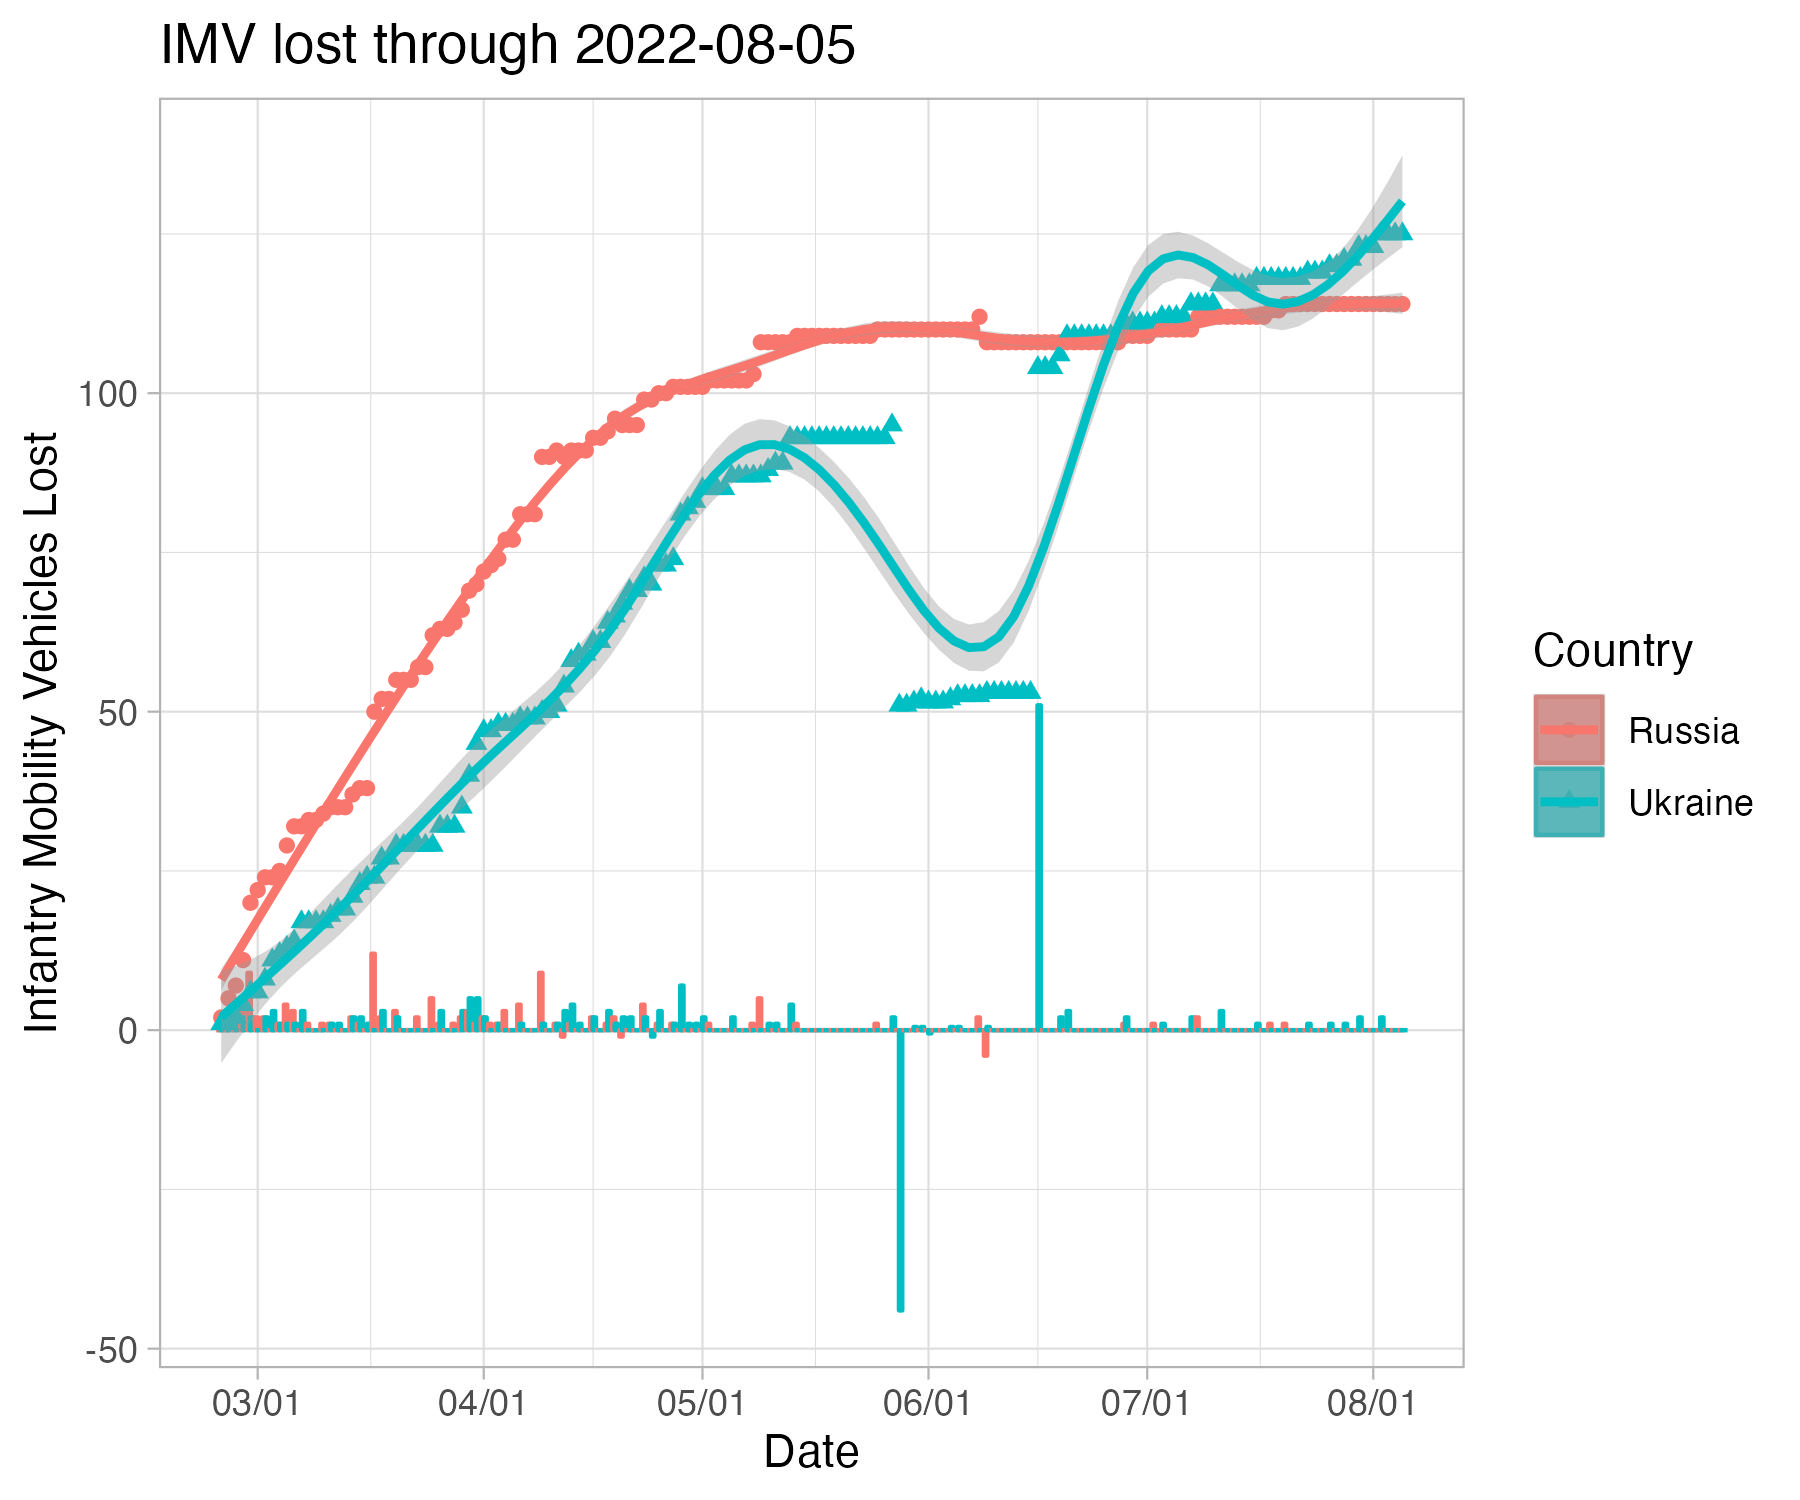 IMV lost through 2022-08-05
Infantry Mobility Vehicles Lost
100
50
0
-50
03/01
04/01
05/01
06/01
07/01
08/01
Date
Country
Russia
Ukraine